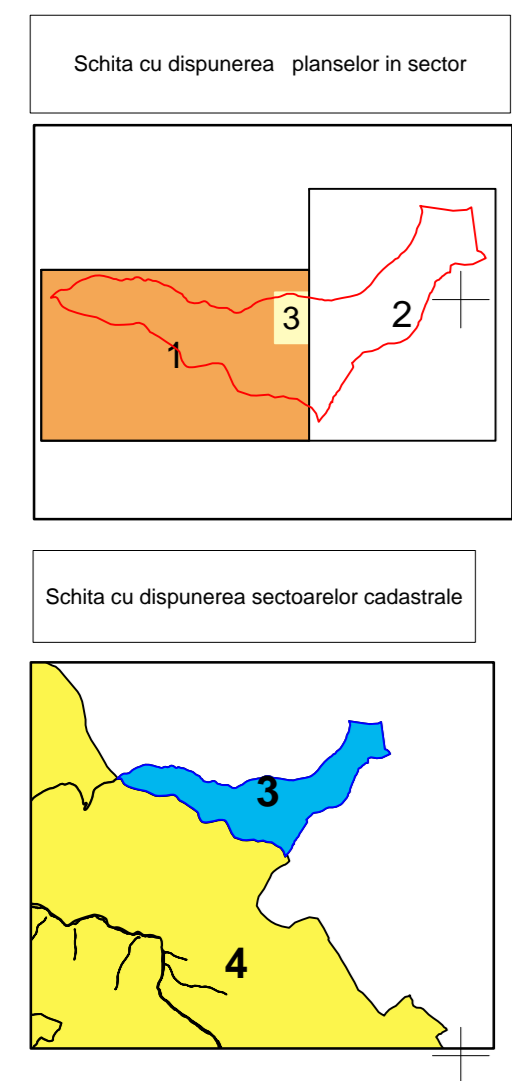 Schita cu dispunerea planselor in sector
3
2
1
Schita cu dispunerea sectoarelor cadastrale
3
4